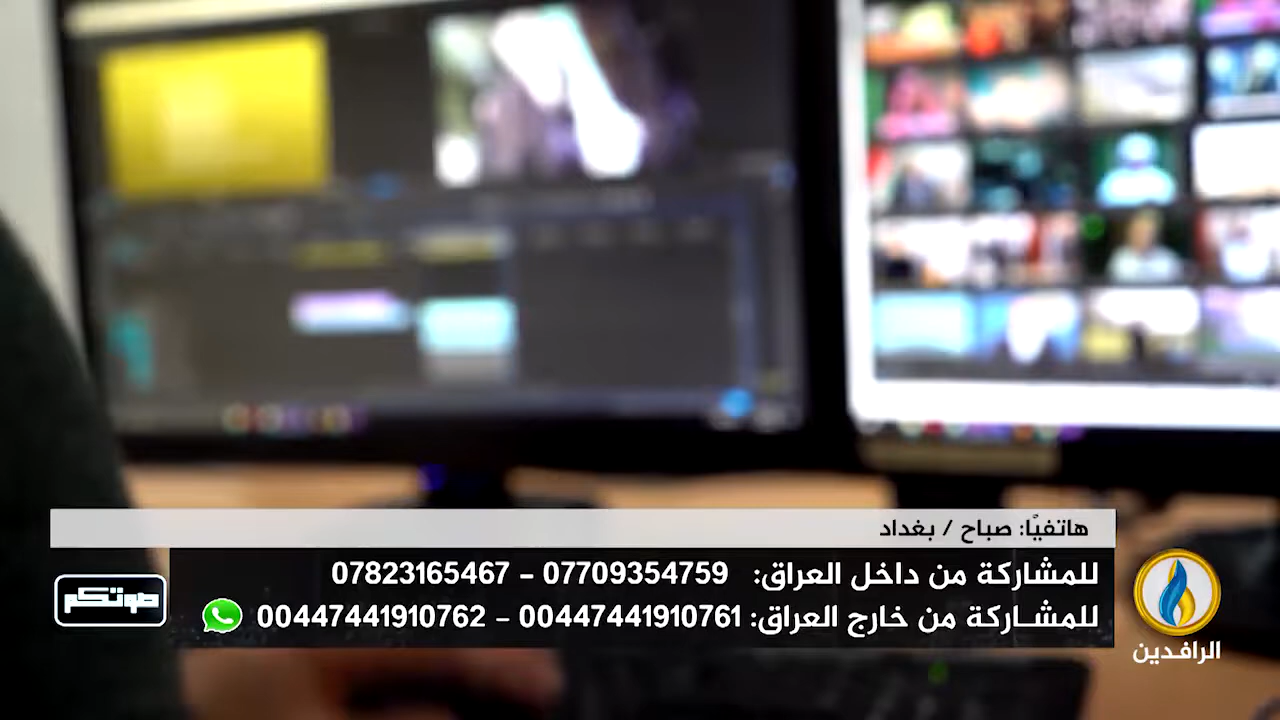 هاتفيًا: صباح / بغداد
للمشاركة من داخل العراق: 07709354759 - 07823165467
للمشـاركة من خارج العراق: 00447441910761 - 00447441910762
صوتكم
الرافدين